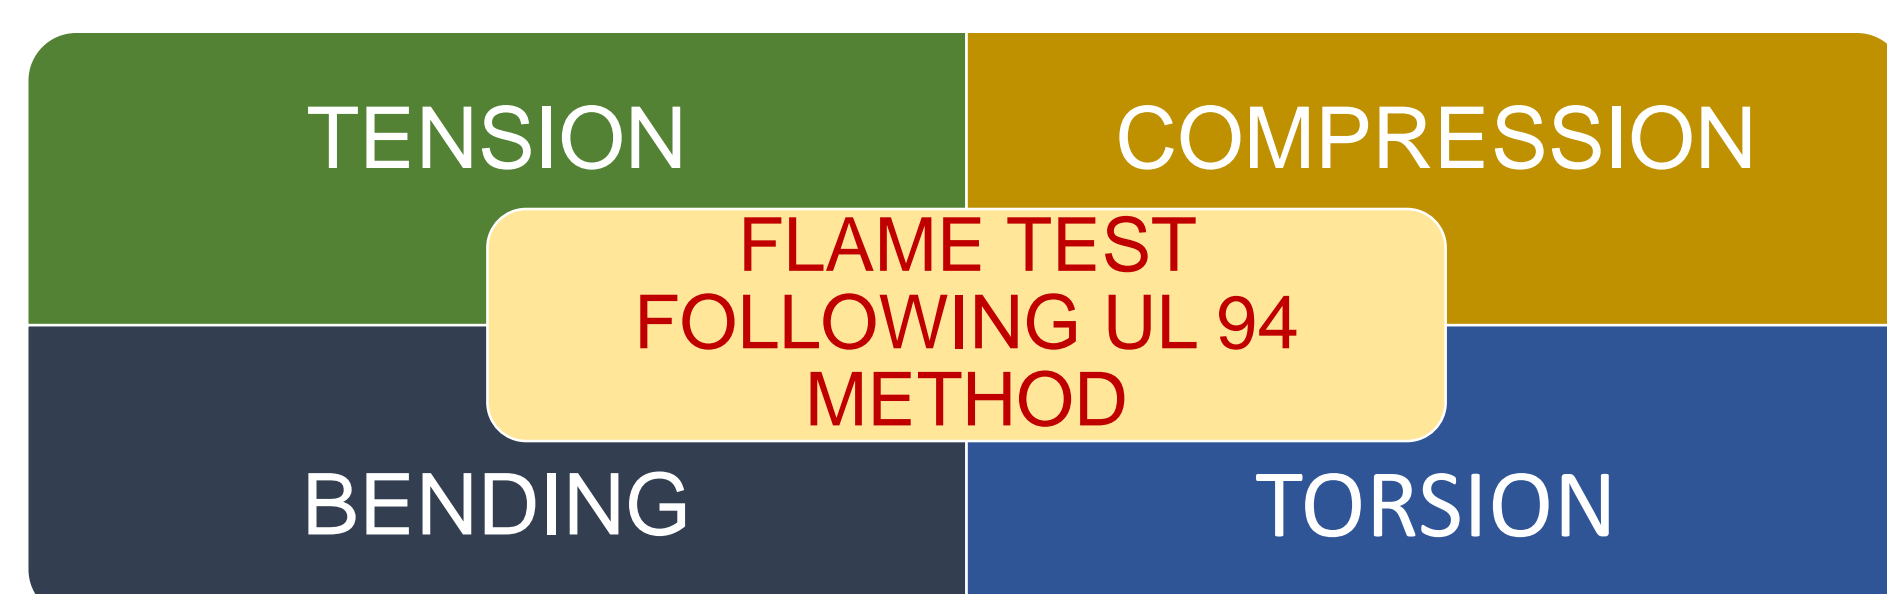 TENSION
COMPRESSION
FLAME TEST
FOLLOWING UL 94
METHOD
BENDING
TORSION